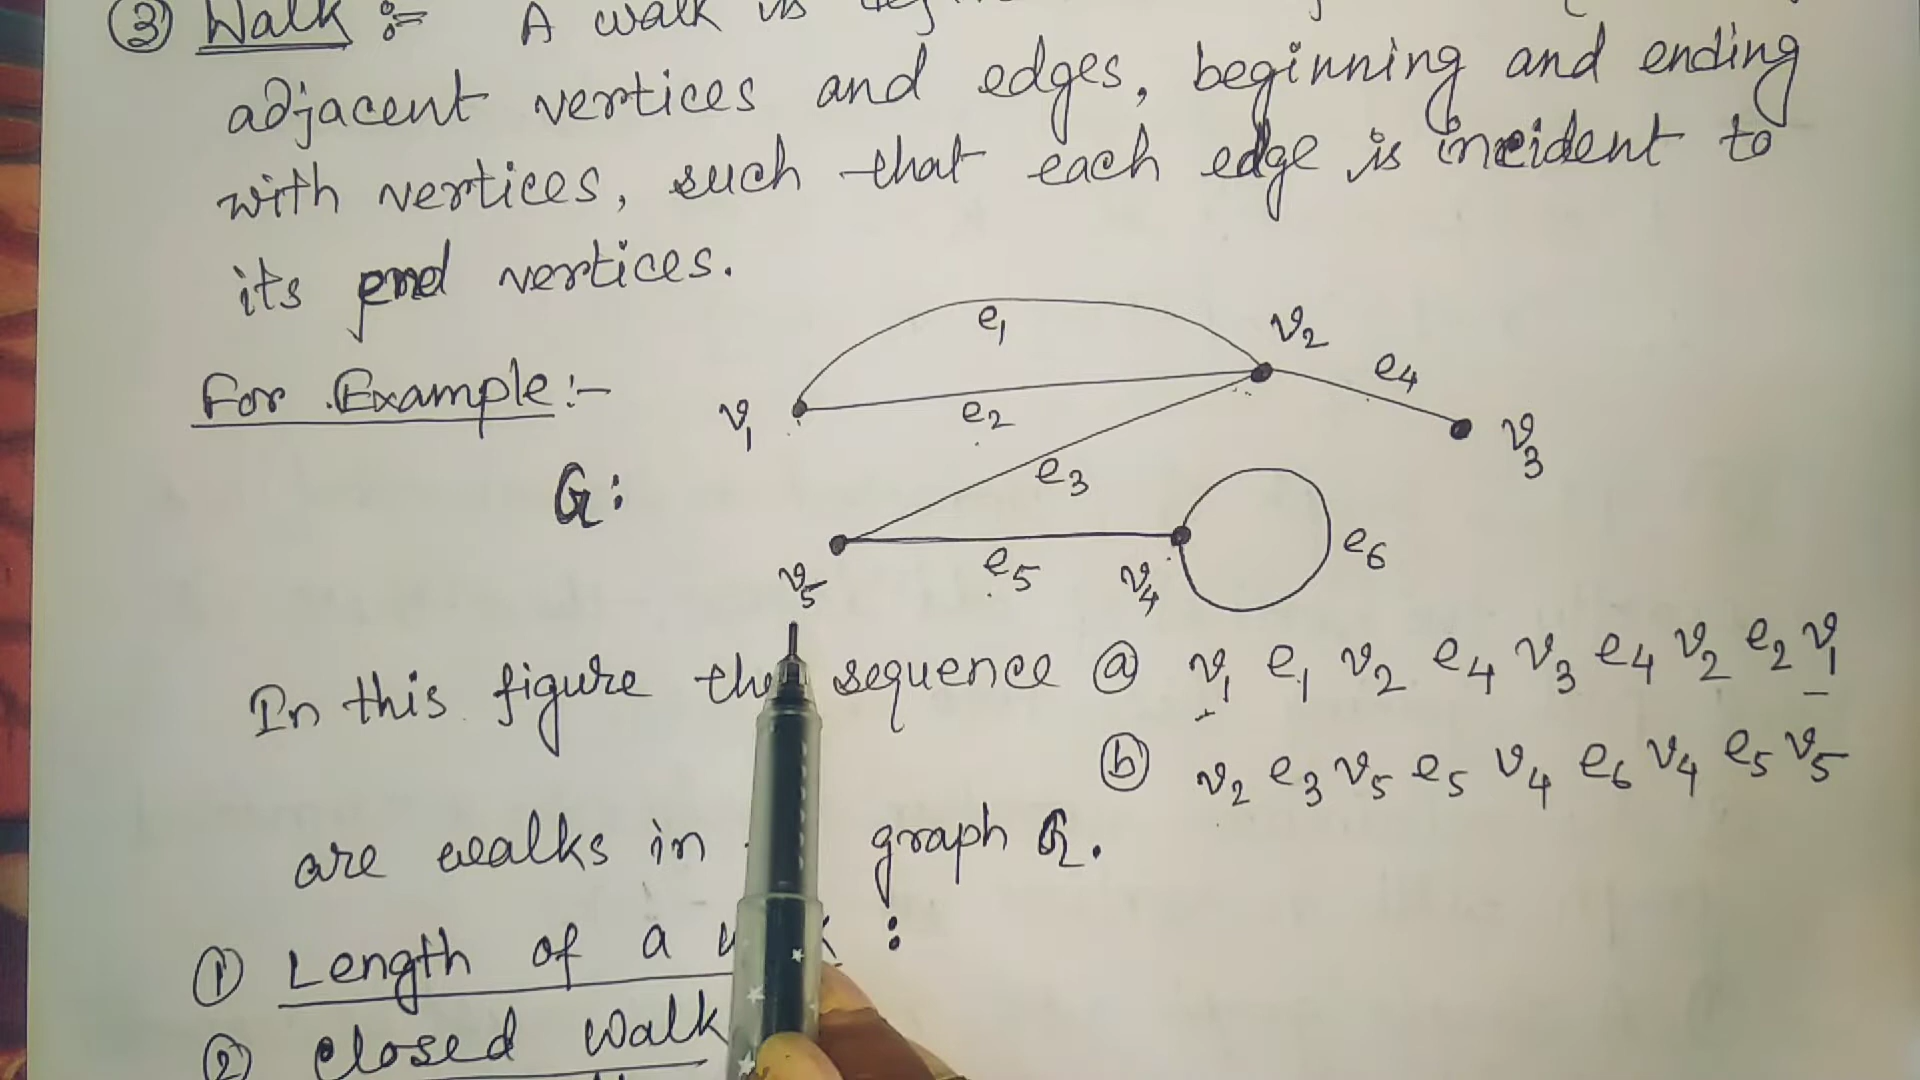 ③ Walk :- A walk is
adjacent vertices and edges, beginning and ending
with vertices, such that each edge is incident to
its end vertices.
For Example:-
G:
e1
v2
e4
v1
e2
v3
e3
e6
v5
e5
v4
In this figure the sequence ⓐ v1 e1 v2 e4 v3 e4 v2 e2 v1
ⓑ v2 e3 v5 e5 v4 e6 v4 e5 v5
are walks in graph G.
① Length of a :
② closed walk